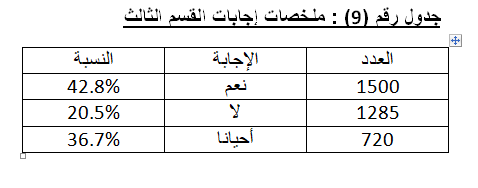 جدول رقم (9) : ملخصات إجابات القسم الثالث
العدد الإجابة النسبة
1500 نعم 42.8%
1285 لا 20.5%
720 أحيانا 36.7%